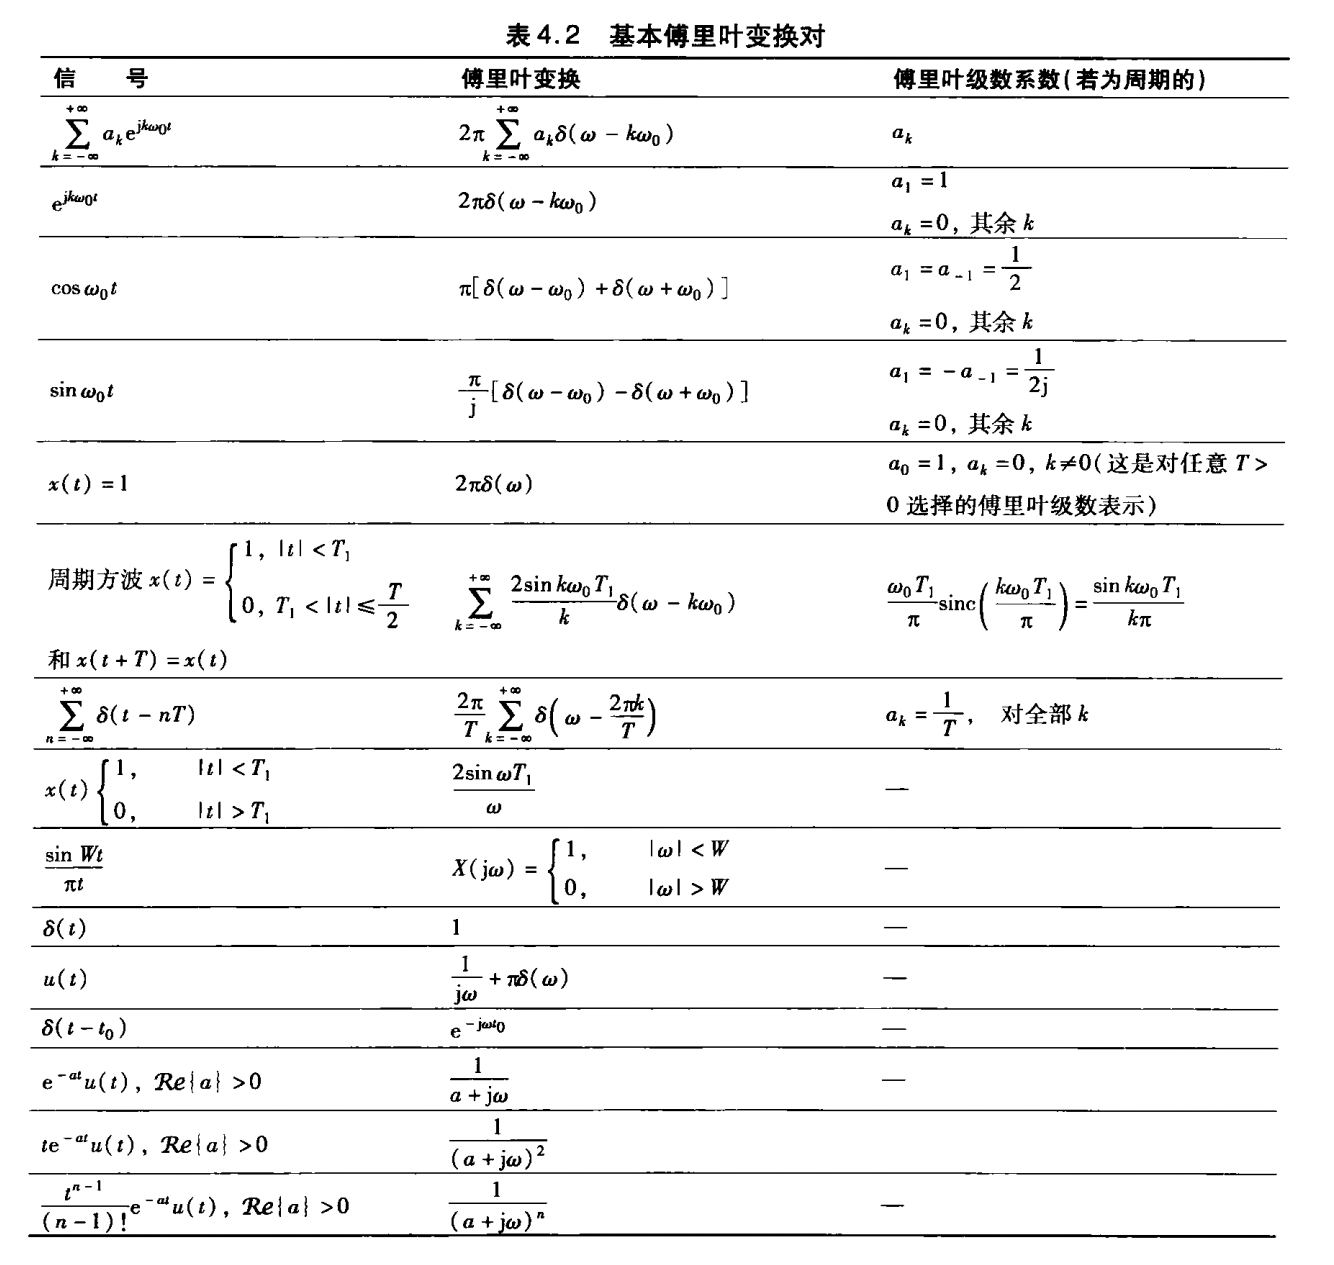 表 4.2 基本傅里叶变换对
信 号 傅里叶变换 傅里叶级数系数(若为周期的)
$\sum_{k=-\infty}^{+\infty} a_k e^{jk\omega_0 t}$ $2\pi \sum_{k=-\infty}^{+\infty} a_k \delta(\omega - k\omega_0)$ $a_k$
$e^{jk\omega_0 t}$ $2\pi\delta(\omega - k\omega_0)$ $a_1 = 1$
$a_k = 0$, 其余 $k$
$\cos\omega_0 t$ $\pi[\delta(\omega - \omega_0) + \delta(\omega + \omega_0)]$ $a_1 = a_{-1} = \frac{1}{2}$
$a_k = 0$, 其余 $k$
$\sin\omega_0 t$ $\frac{\pi}{j}[\delta(\omega - \omega_0) - \delta(\omega + \omega_0)]$ $a_1 = -a_{-1} = \frac{1}{2j}$
$a_k = 0$, 其余 $k$
$x(t) = 1$ $2\pi\delta(\omega)$ $a_0 = 1, a_k = 0, k \neq 0$(这是对任意 $T >$
0 选择的傅里叶级数表示)
周期方波 $x(t) = \begin{cases} 1, & |t| < T_1 \\ 0, & T_1 < |t| \leq \frac{T}{2} \end{cases}$ $\sum_{k=-\infty}^{+\infty} \frac{2\sin k\omega_0 T_1}{k} \delta(\omega - k\omega_0)$ $\frac{\omega_0 T_1}{\pi} \text{sinc}\left(\frac{k\omega_0 T_1}{\pi}\right) = \frac{\sin k\omega_0 T_1}{k\pi}$
和 $x(t + T) = x(t)$
$\sum_{n=-\infty}^{+\infty} \delta(t - nT)$ $\frac{2\pi}{T} \sum_{k=-\infty}^{+\infty} \delta\left(\omega - \frac{2\pi k}{T}\right)$ $a_k = \frac{1}{T}$, 对全部 $k$
$x(t) \begin{cases} 1, & |t| < T_1 \\ 0, & |t| > T_1 \end{cases}$ $\frac{2\sin\omega T_1}{\omega}$ —
$\frac{\sin Wt}{\pi t}$ $X(j\omega) = \begin{cases} 1, & |\omega| < W \\ 0, & |\omega| > W \end{cases}$ —
$\delta(t)$ 1 —
$u(t)$ $\frac{1}{j\omega} + \pi\delta(\omega)$ —
$\delta(t - t_0)$ $e^{-j\omega t_0}$ —
$e^{-at}u(t), \mathcal{Re}\{a\} > 0$ $\frac{1}{a + j\omega}$ —
$te^{-at}u(t), \mathcal{Re}\{a\} > 0$ $\frac{1}{(a + j\omega)^2}$
$\frac{t^{n-1}}{(n-1)!}e^{-at}u(t), \mathcal{Re}\{a\} > 0$ $\frac{1}{(a + j\omega)^n}$ —